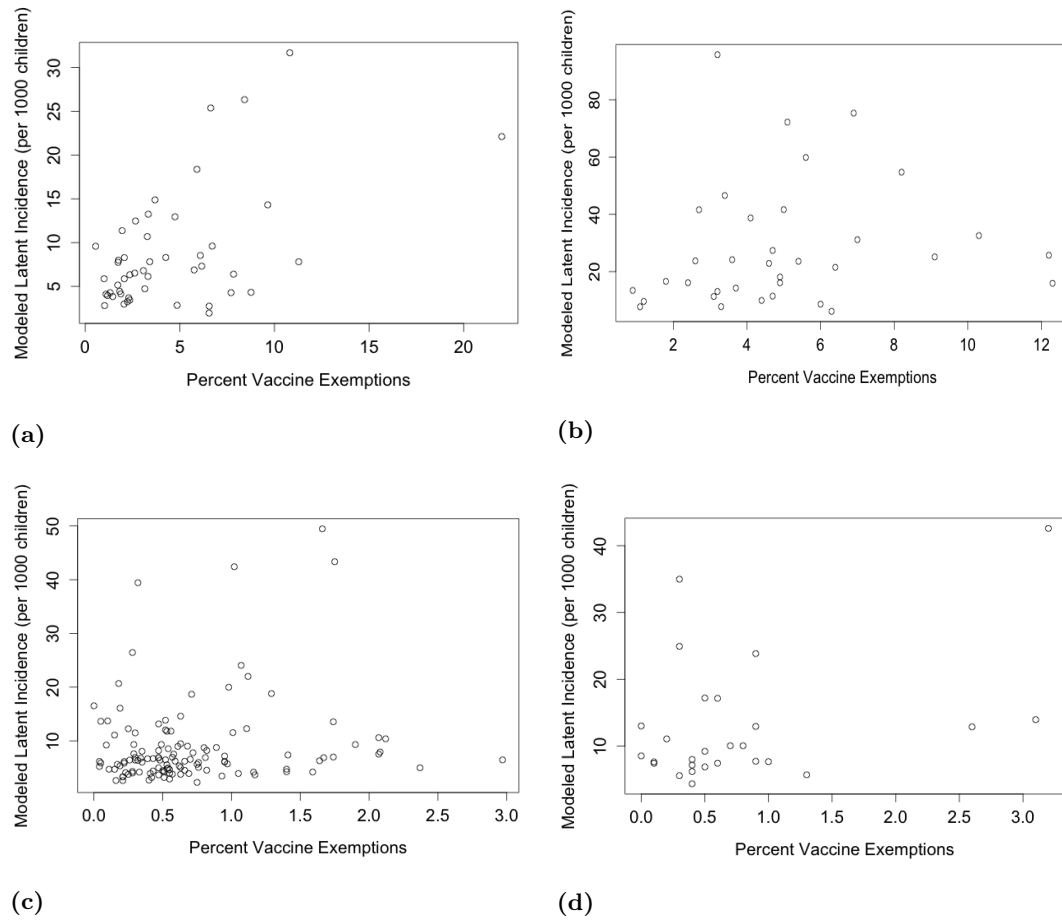 Modeled Latent Incidence (per 1000 children)
30
25
20
15
10
5
0 5 10 15 20
Percent Vaccine Exemptions
(a)
Modeled Latent Incidence (per 1000 children)
80
60
40
20
2 4 6 8 10 12
Percent Vaccine Exemptions
(b)
Modeled Latent Incidence (per 1000 children)
50
40
30
20
10
0.0 0.5 1.0 1.5 2.0 2.5 3.0
Percent Vaccine Exemptions
(c)
Modeled Latent Incidence (per 1000 children)
40
30
20
10
0.0 0.5 1.0 1.5 2.0 2.5 3.0
Percent Vaccine Exemptions
(d)